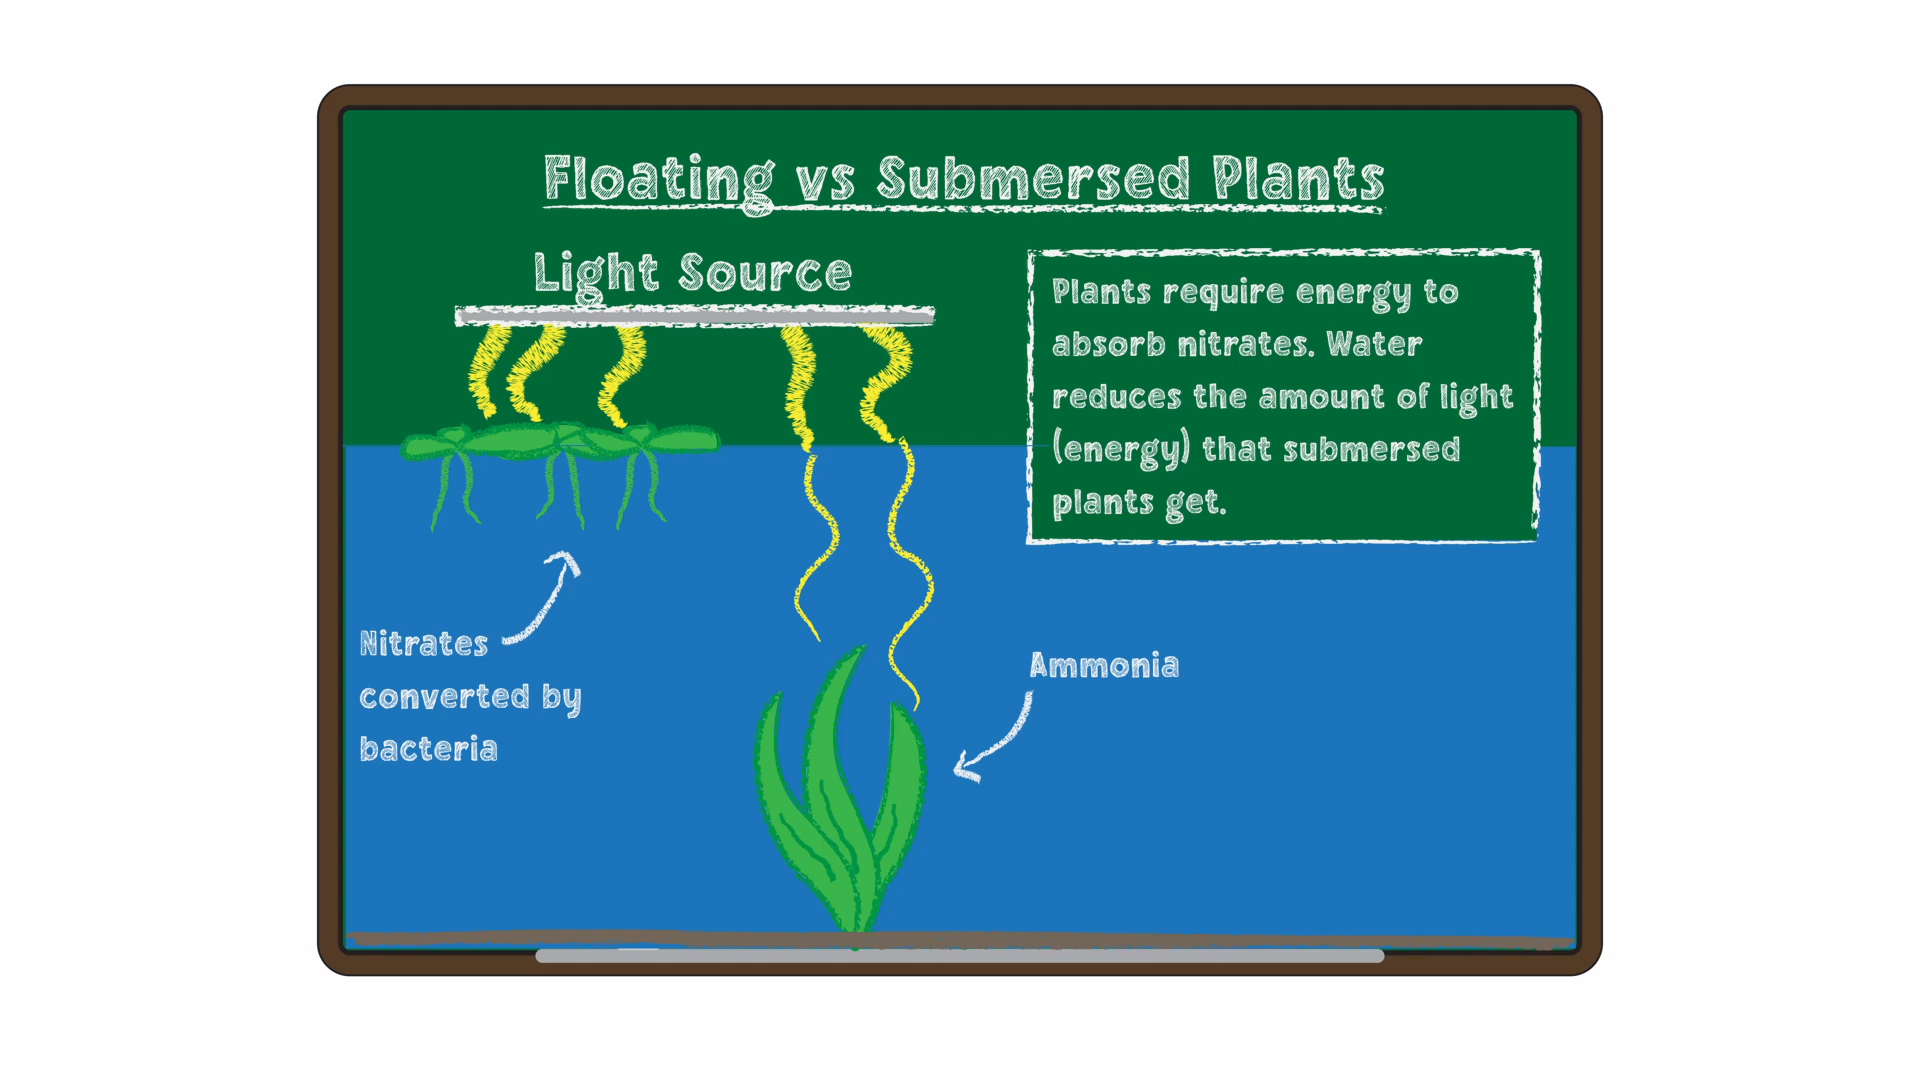 Floating vs Submersed Plants
Light Source
Plants require energy to
absorb nitrates. Water
reduces the amount of light
(energy) that submersed
plants get.
Nitrates
converted by
bacteria
Ammonia